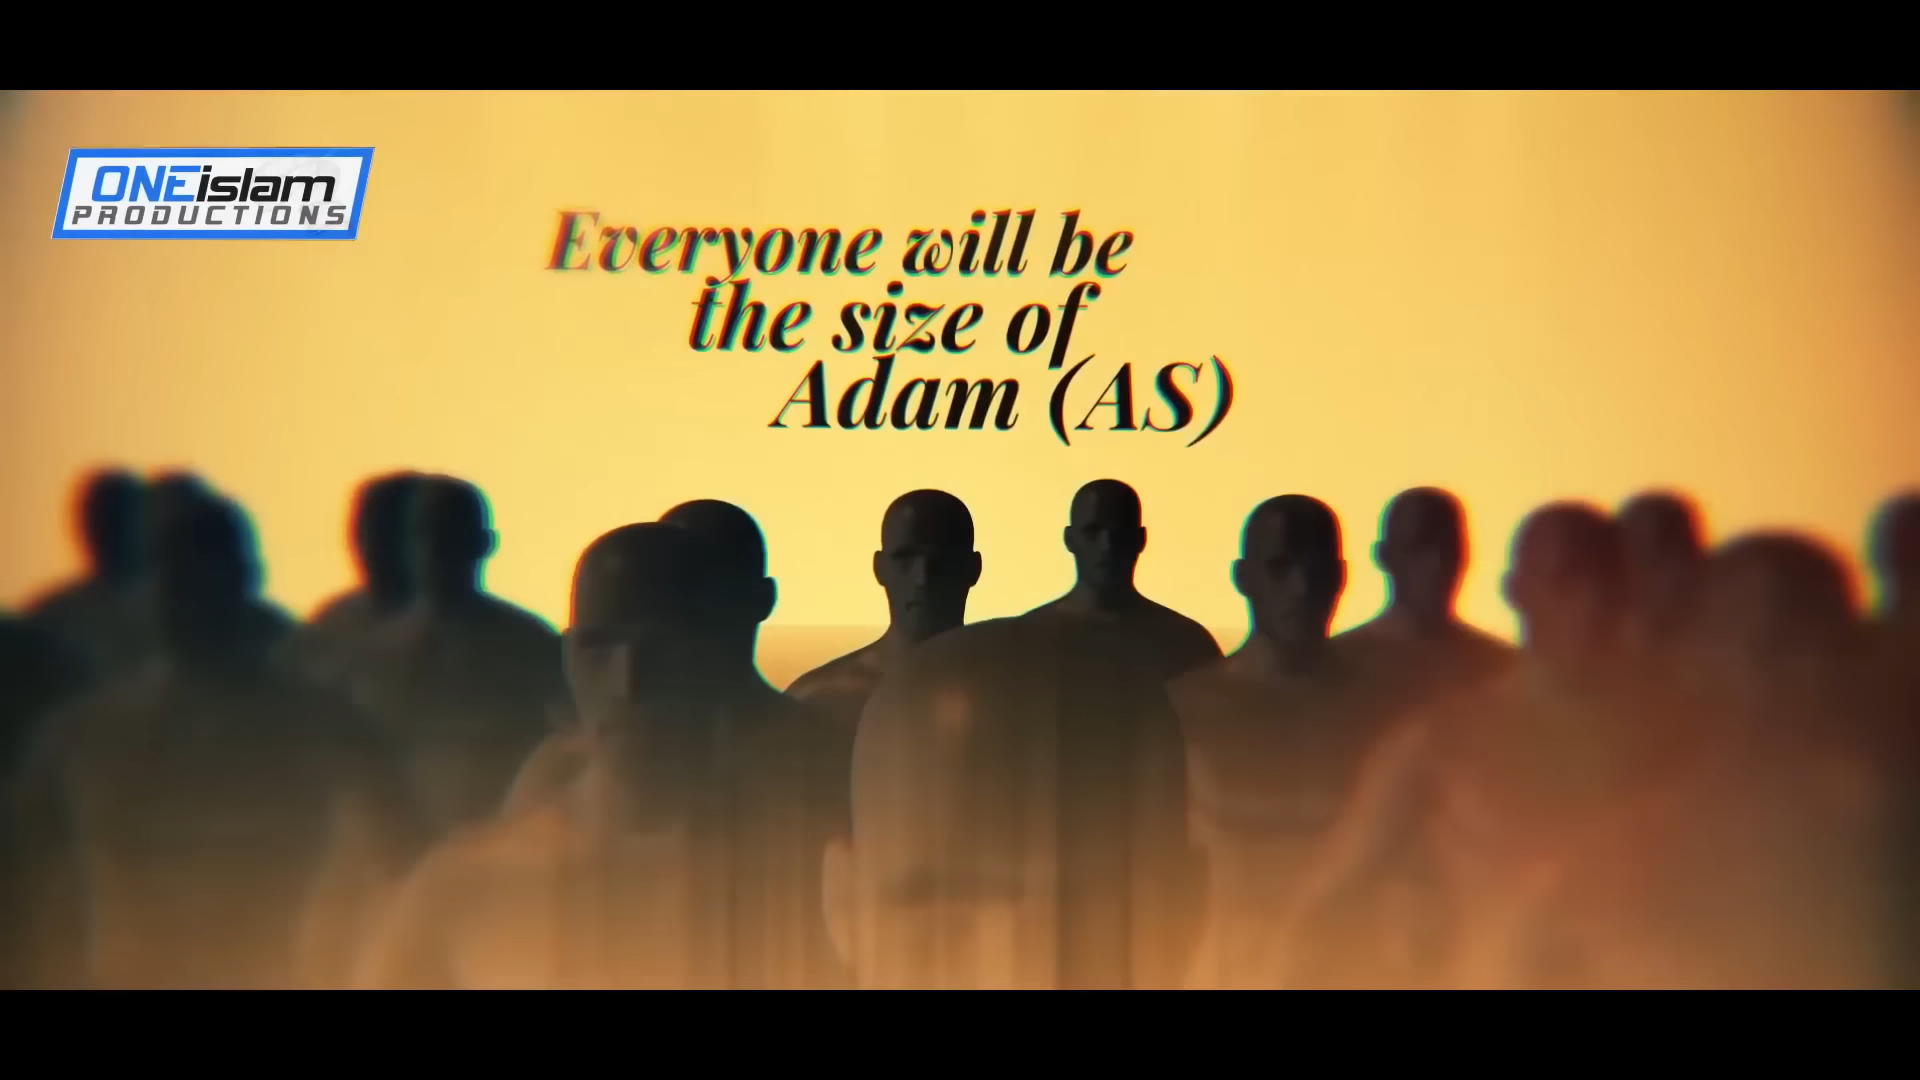 ONEislam
PRODUCTIONS
Everyone will be
the size of
Adam (AS)